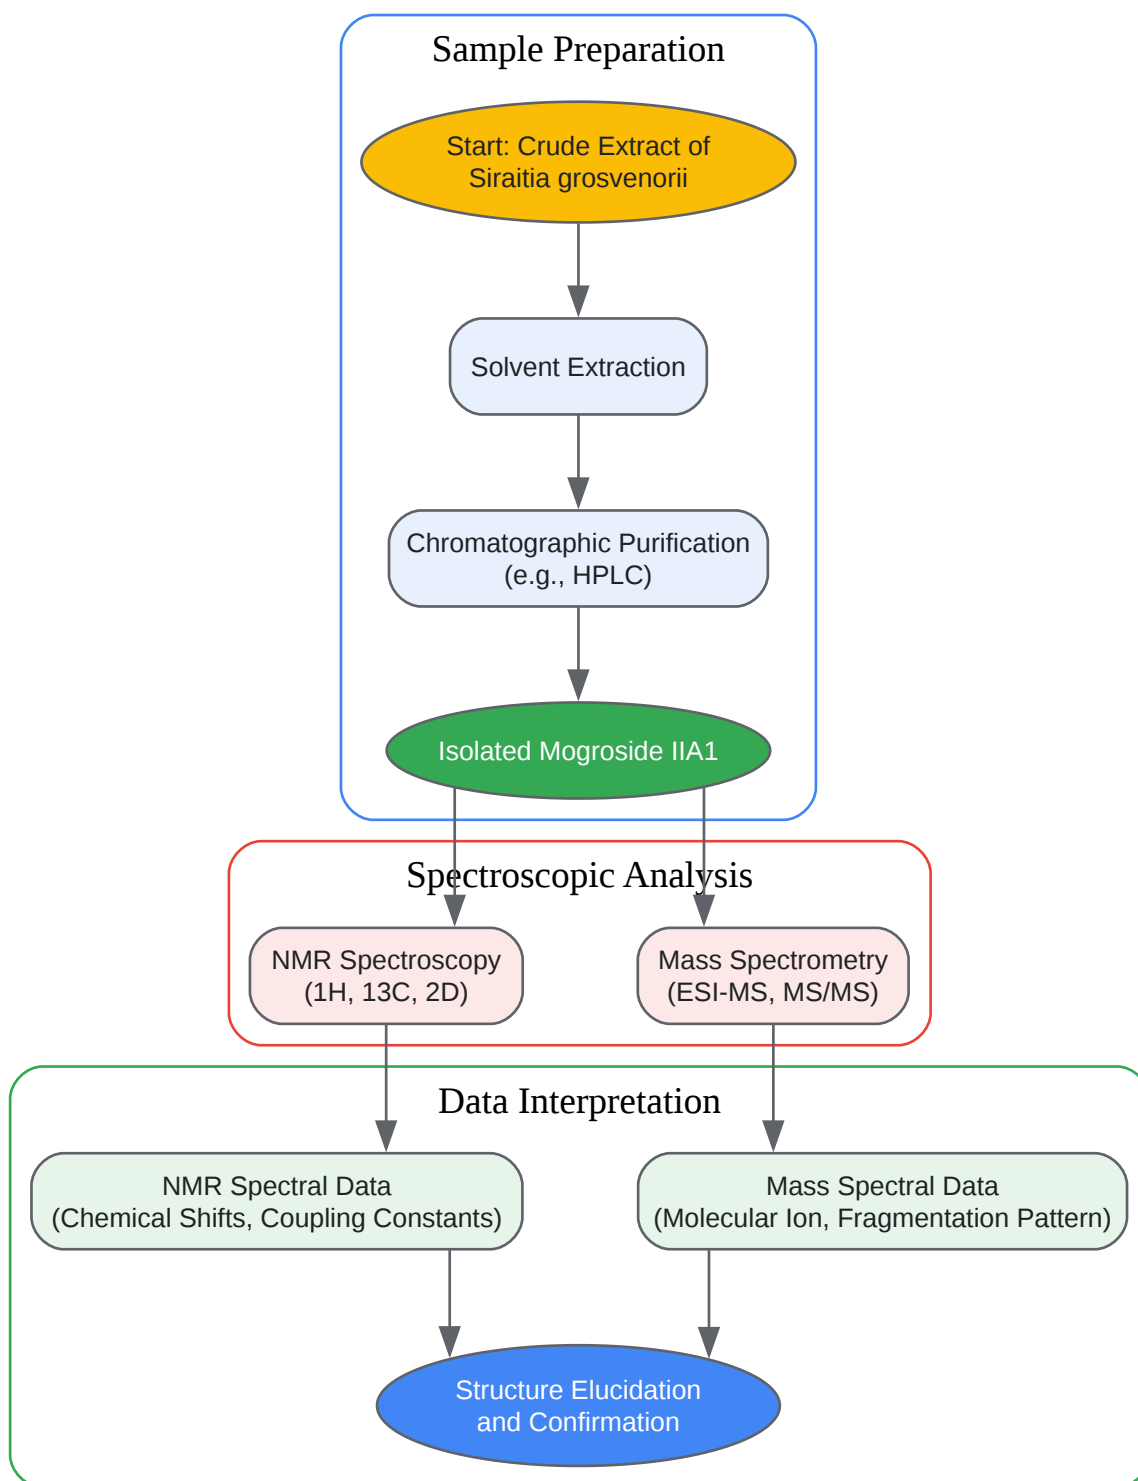 Sample Preparation
Start: Crude Extract of
Siraitia grosvenorii
Solvent Extraction
Chromatographic Purification
(e.g., HPLC)
Isolated Mogroside IIA1
Spectroscopic Analysis
NMR Spectroscopy
(1H, 13C, 2D)
Mass Spectrometry
(ESI-MS, MS/MS)
Data Interpretation
NMR Spectral Data
(Chemical Shifts, Coupling Constants)
Mass Spectral Data
(Molecular Ion, Fragmentation Pattern)
Structure Elucidation
and Confirmation